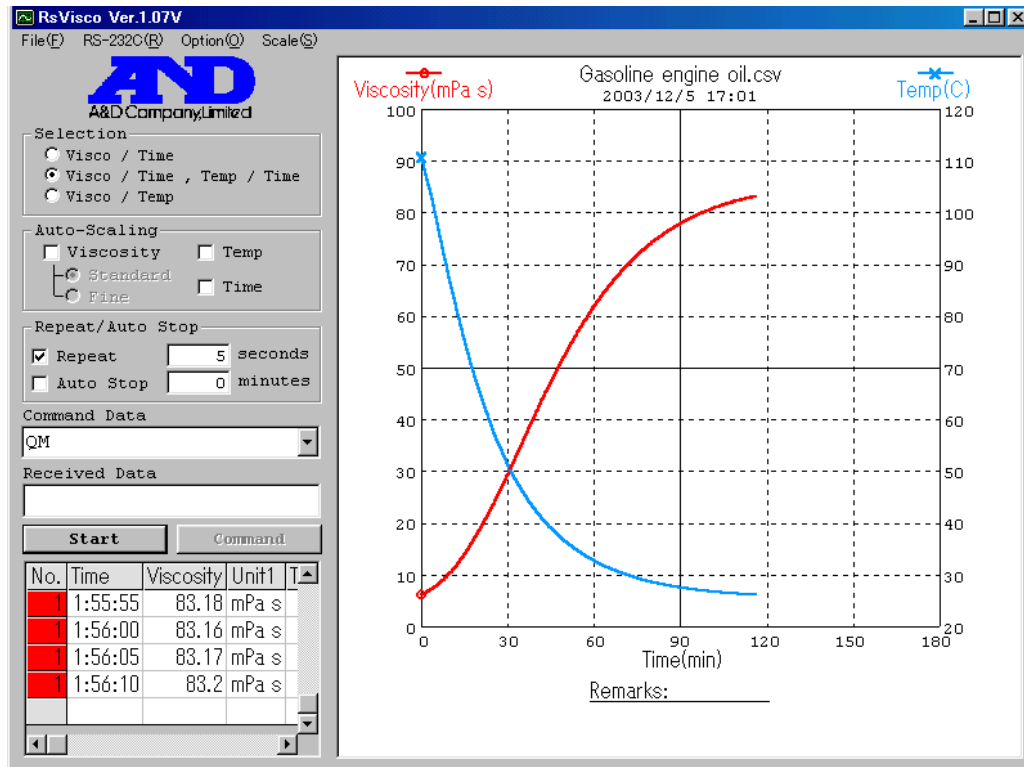 RsVisco Ver.1.07V
File(F) RS-232C(R) Option(O) Scale(S)
AND
A&D Company,Limited
Selection
Visco / Time
Visco / Time , Temp / Time
Visco / Temp
Auto-Scaling
Viscosity Temp
Standard
Fine
Time
Repeat/Auto Stop
Repeat 5 seconds
Auto Stop 0 minutes
Command Data
QM
Received Data
Start Command
No. Time Viscosity Unit1 T
1 1:55:55 83.18 mPa s
1 1:56:00 83.16 mPa s
1 1:56:05 83.17 mPa s
1 1:56:10 83.2 mPa s
Gasoline engine oil.csv
Viscosity(mPa s) 2003/12/5 17:01 Temp(C)
100 120
90 110
80 100
70 90
60 80
50 70
40 60
30 50
20 40
10 30
0 20
0 30 60 90 120 150 180
Time(min)
Remarks: